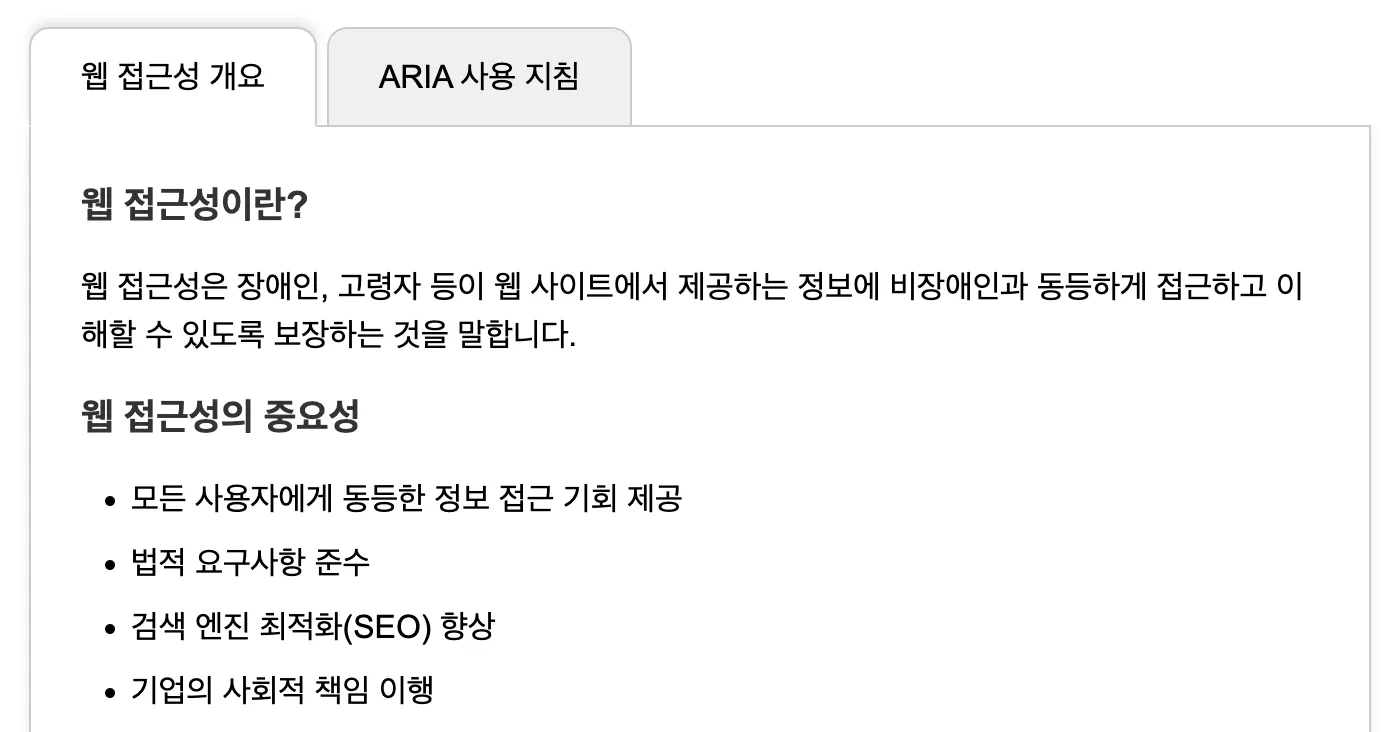 웹 접근성 개요
ARIA 사용 지침
웹 접근성이란?
웹 접근성은 장애인, 고령자 등이 웹 사이트에서 제공하는 정보에 비장애인과 동등하게 접근하고 이
해할 수 있도록 보장하는 것을 말합니다.
웹 접근성의 중요성
• 모든 사용자에게 동등한 정보 접근 기회 제공
• 법적 요구사항 준수
• 검색 엔진 최적화(SEO) 향상
• 기업의 사회적 책임 이행